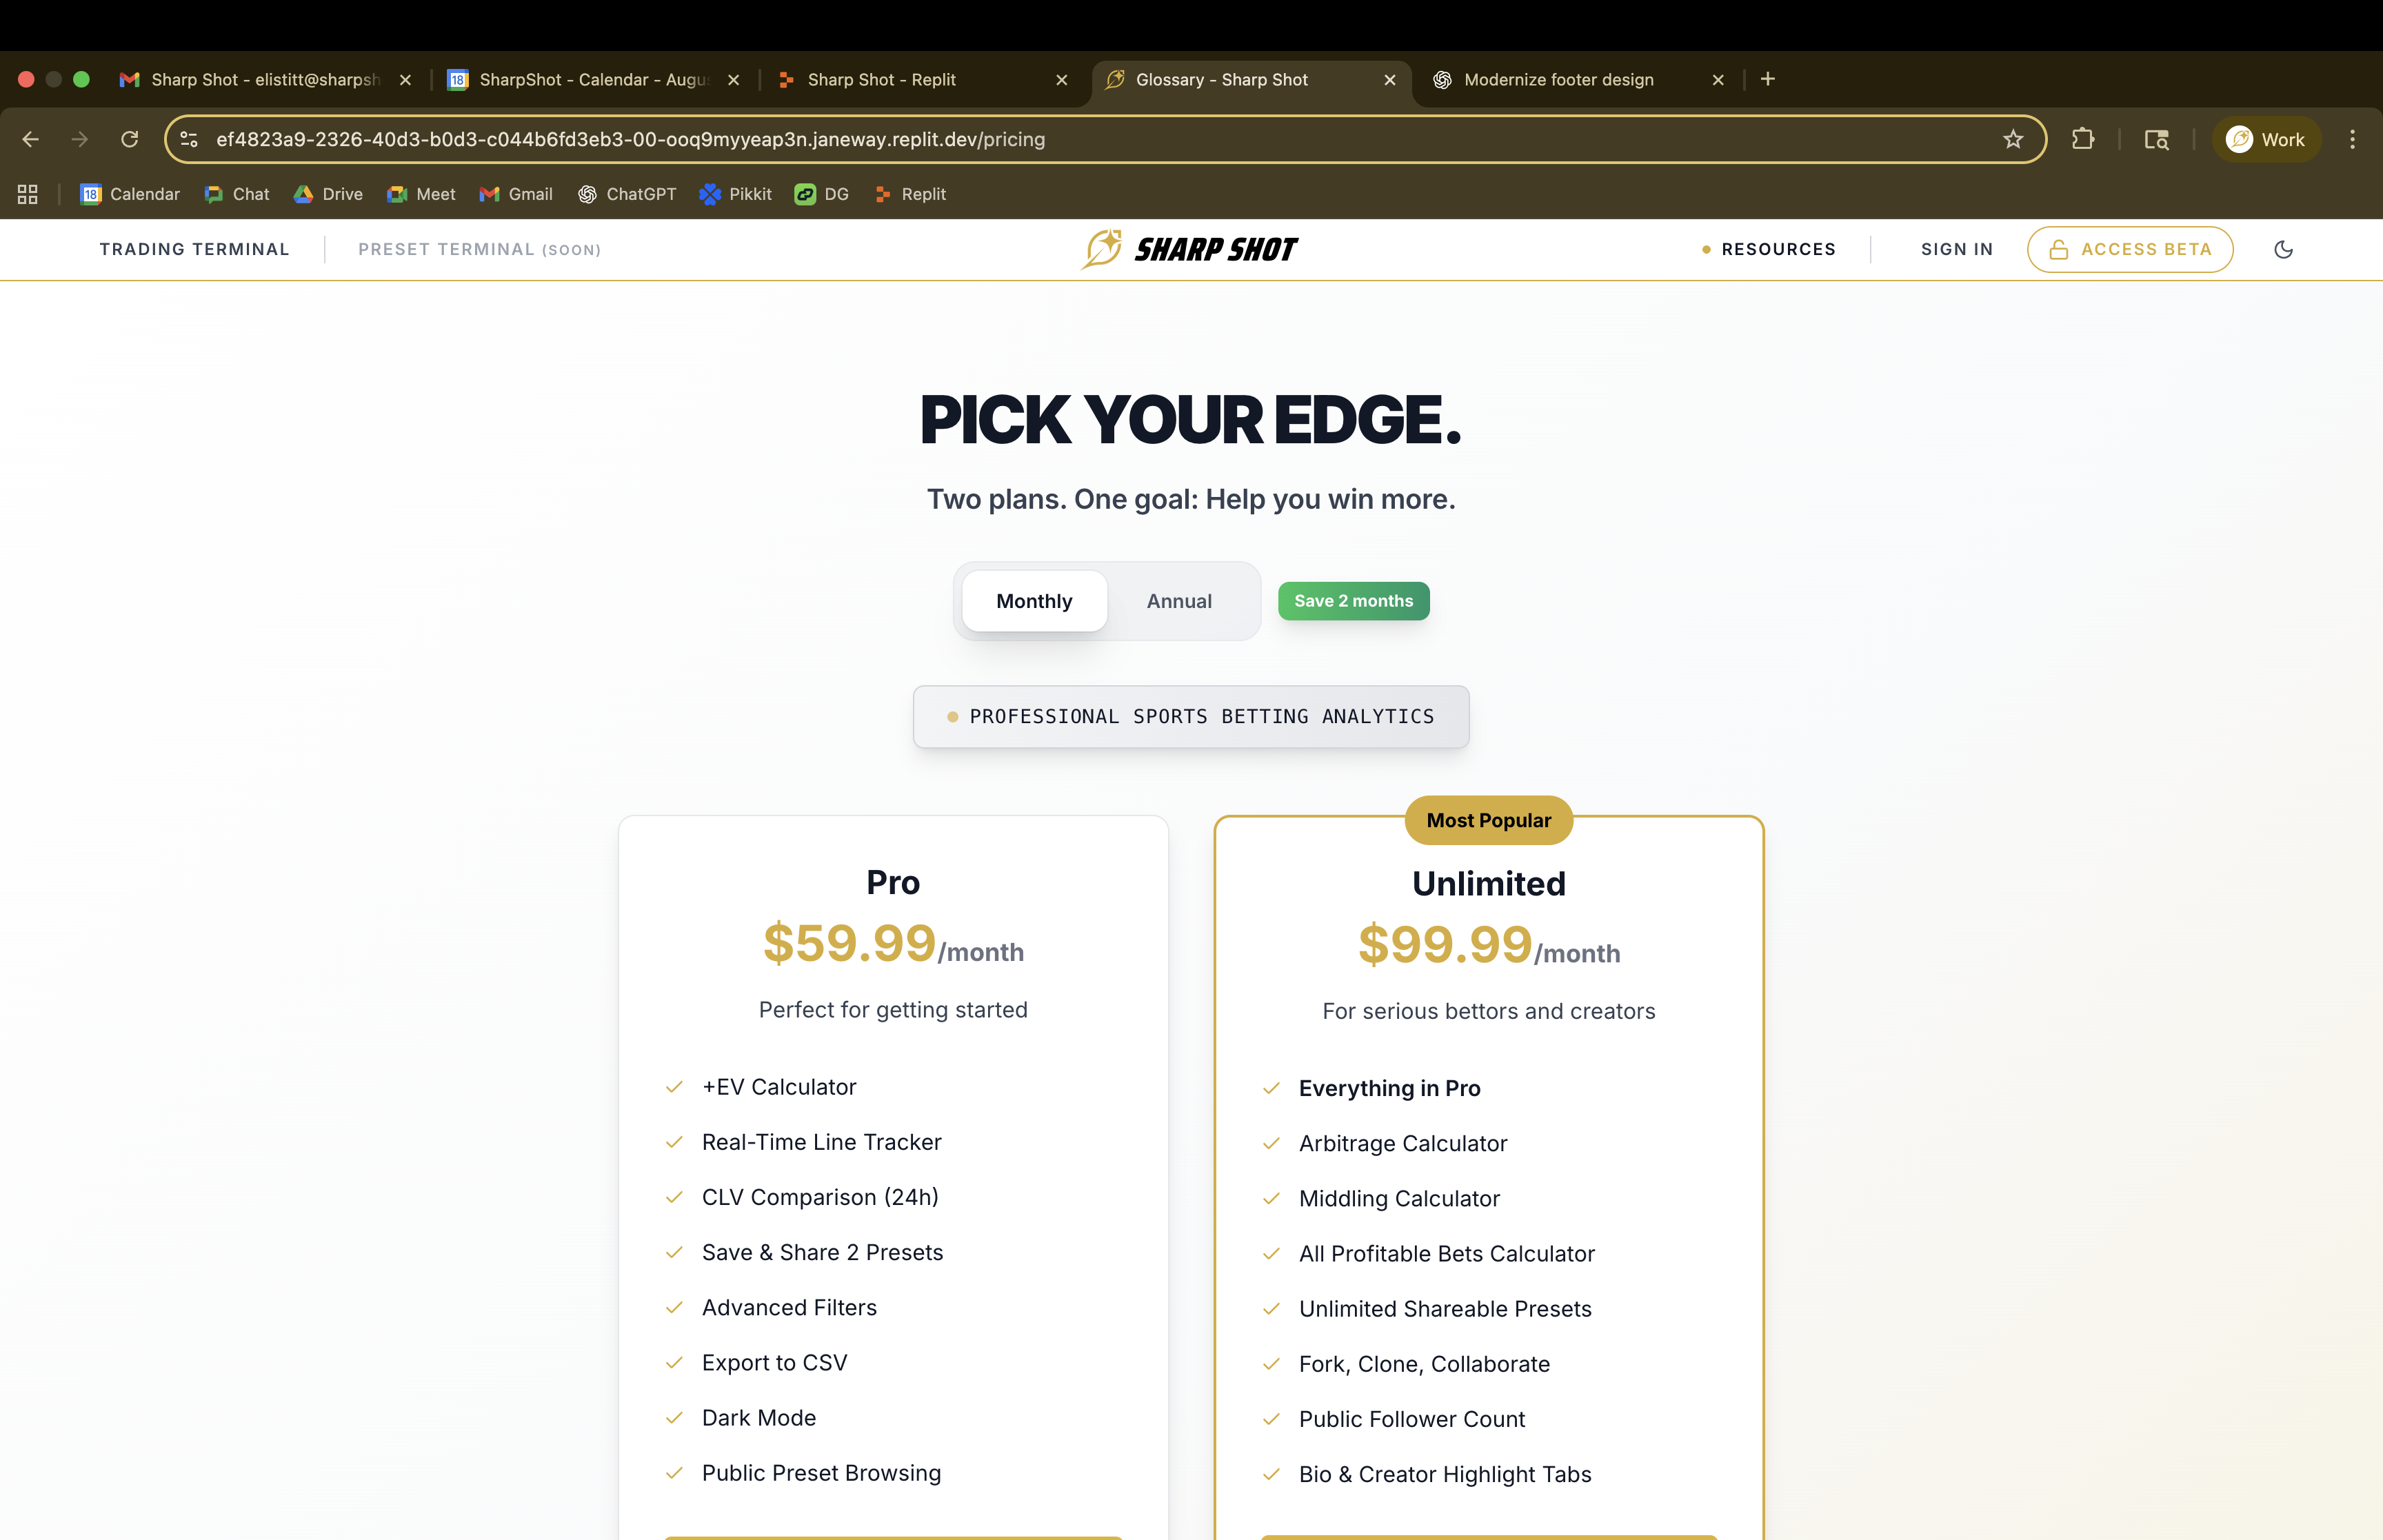 Sharp Shot - elistitt@sharpsh
SharpShot - Calendar - Augu
Sharp Shot - Replit
Glossary - Sharp Shot
Modernize footer design
ef4823a9-2326-40d3-b0d3-c044b6fd3eb3-00-ooq9myyeap3n.janeway.replit.dev/pricing
Work
18 Calendar
Chat
Drive
Meet
Gmail
ChatGPT
Pikkit
DG
Replit
TRADING TERMINAL
PRESET TERMINAL (SOON)
SHARP SHOT
RESOURCES
SIGN IN
ACCESS BETA
PICK YOUR EDGE.
Two plans. One goal: Help you win more.
Monthly
Annual
Save 2 months
PROFESSIONAL SPORTS BETTING ANALYTICS
Pro
$59.99/month
Perfect for getting started
+EV Calculator
Real-Time Line Tracker
CLV Comparison (24h)
Save & Share 2 Presets
Advanced Filters
Export to CSV
Dark Mode
Public Preset Browsing
Most Popular
Unlimited
$99.99/month
For serious bettors and creators
Everything in Pro
Arbitrage Calculator
Middling Calculator
All Profitable Bets Calculator
Unlimited Shareable Presets
Fork, Clone, Collaborate
Public Follower Count
Bio & Creator Highlight Tabs